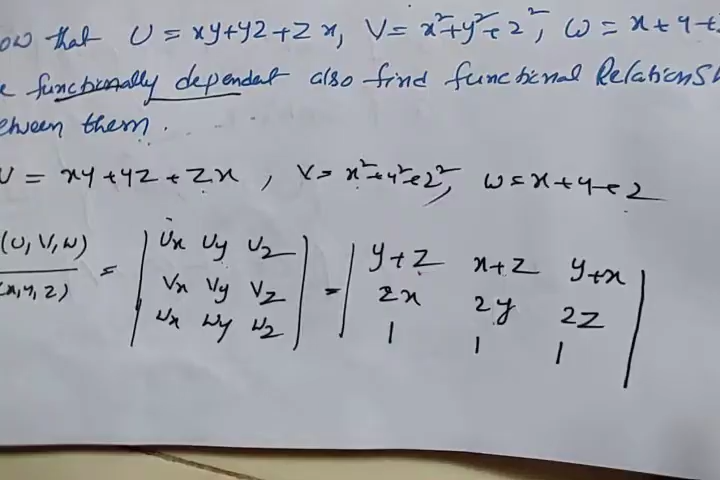 ow that U = xy+yz+zx, V= x²+y²+z², w = x+y+z
e functionally dependent also find functional Relationsh
etween them.
U = xy+yz+zx, V= x²+y²+z², w=x+y+z
(U,V,W) / (x,y,z) = | Ux Uy Uz | = | y+z x+z y+x |
| Vx Vy Vz | | 2x 2y 2z |
| wx wy wz | | 1 1 1 |